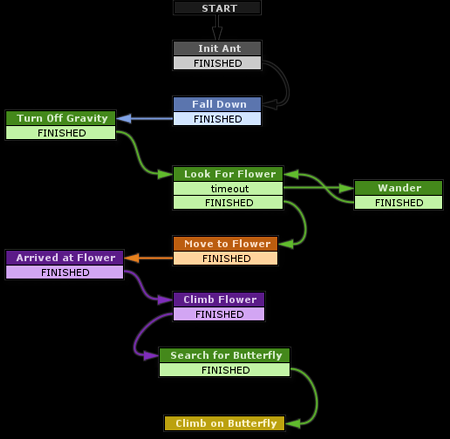 START
Init Ant
FINISHED
Fall Down
FINISHED
Turn Off Gravity
FINISHED
Look For Flower
timeout
FINISHED
Wander
FINISHED
Move to Flower
FINISHED
Arrived at Flower
FINISHED
Climb Flower
FINISHED
Search for Butterfly
FINISHED
Climb on Butterfly